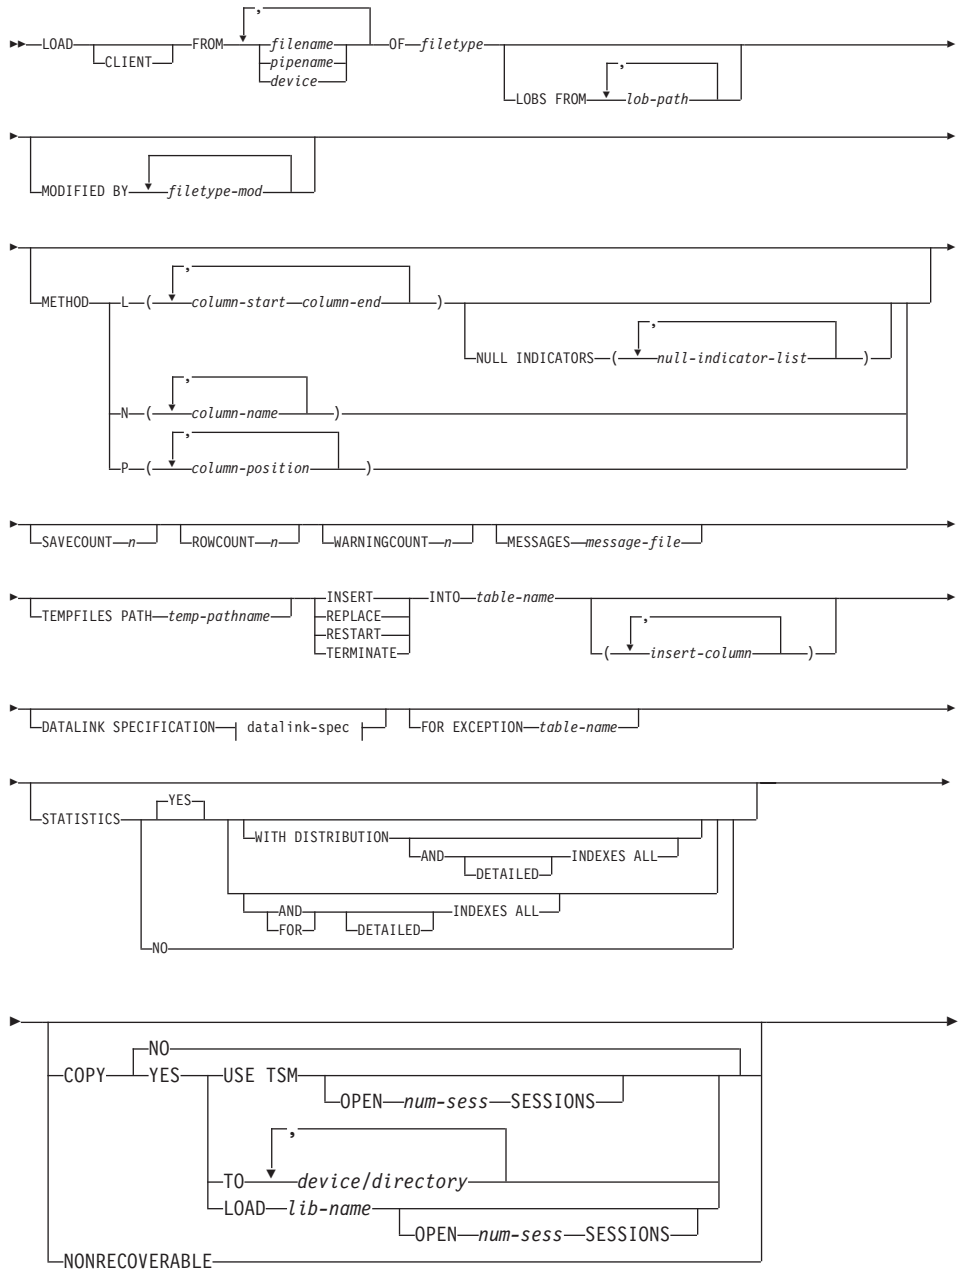 ,
LOAD FROM filename OF filetype
CLIENT pipename ,
device LOBS FROM lob-path
MODIFIED BY filetype-mod
,
METHOD L ( column-start column-end )
,
NULL INDICATORS ( null-indicator-list )
,
N ( column-name )
,
P ( column-position )
SAVECOUNT n ROWCOUNT n WARNINGCOUNT n MESSAGES message-file
INSERT INTO table-name
TEMPFILES PATH temp-pathname REPLACE ,
RESTART ( insert-column )
TERMINATE
DATALINK SPECIFICATION datalink-spec FOR EXCEPTION table-name
YES
STATISTICS
WITH DISTRIBUTION
AND INDEXES ALL
DETAILED
AND INDEXES ALL
FOR DETAILED
NO
NO
COPY YES USE TSM
OPEN num-sess SESSIONS
,
TO device/directory
LOAD lib-name
OPEN num-sess SESSIONS
NONRECOVERABLE